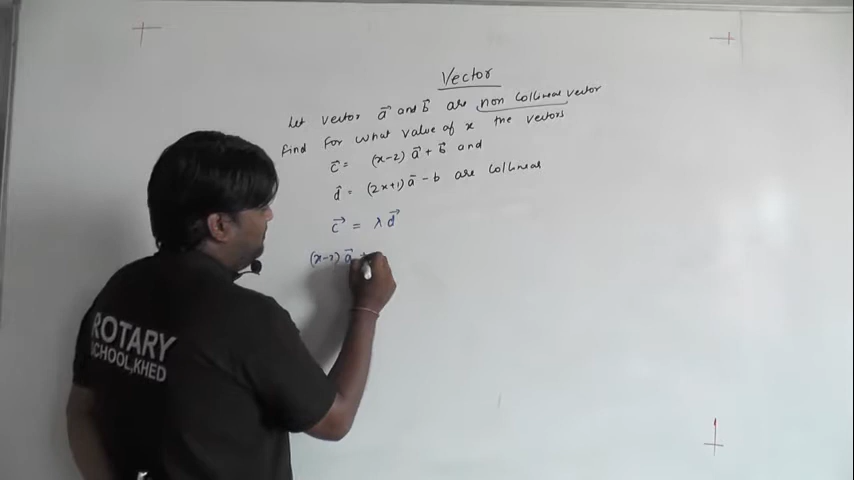 Vector
Let vector a⃗ and b⃗ are non collinear vector
find for what value of x the vectors
c⃗ = (x-2) a⃗ + b⃗ and
d⃗ = (2x+1) a⃗ - b are collinear
c⃗ = λ d⃗
(x-2) a⃗ +
ROTARY
SCHOOL,KHED